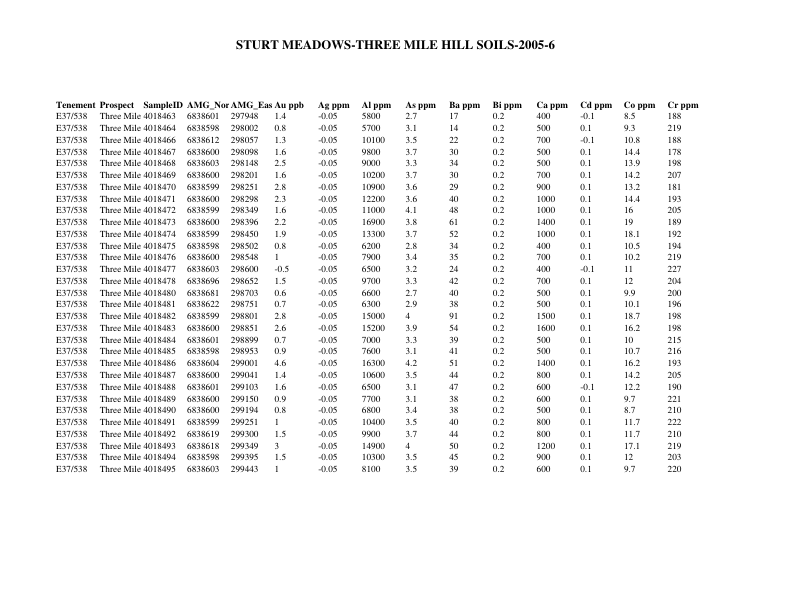 STURT MEADOWS-THREE MILE HILL SOILS-2005-6
Tenement Prospect SampleID AMG_Nor AMG_Eas Au ppb Ag ppm Al ppm As ppm Ba ppm Bi ppm Ca ppm Cd ppm Co ppm Cr ppm
E37/538 Three Mile 4018463 6838601 297948 1.4 -0.05 5800 2.7 17 0.2 400 -0.1 8.5 188
E37/538 Three Mile 4018464 6838598 298002 0.8 -0.05 5700 3.1 14 0.2 500 0.1 9.3 219
E37/538 Three Mile 4018466 6838612 298057 1.3 -0.05 10100 3.5 22 0.2 700 -0.1 10.8 188
E37/538 Three Mile 4018467 6838600 298098 1.6 -0.05 9800 3.7 30 0.2 500 0.1 14.4 178
E37/538 Three Mile 4018468 6838603 298148 2.5 -0.05 9000 3.3 34 0.2 500 0.1 13.9 198
E37/538 Three Mile 4018469 6838600 298201 1.6 -0.05 10200 3.7 30 0.2 700 0.1 14.2 207
E37/538 Three Mile 4018470 6838599 298251 2.8 -0.05 10900 3.6 29 0.2 900 0.1 13.2 181
E37/538 Three Mile 4018471 6838600 298298 2.3 -0.05 12200 3.6 40 0.2 1000 0.1 14.4 193
E37/538 Three Mile 4018472 6838599 298349 1.6 -0.05 11000 4.1 48 0.2 1000 0.1 16 205
E37/538 Three Mile 4018473 6838600 298396 2.2 -0.05 16900 3.8 61 0.2 1400 0.1 19 189
E37/538 Three Mile 4018474 6838599 298450 1.9 -0.05 13300 3.7 52 0.2 1000 0.1 18.1 192
E37/538 Three Mile 4018475 6838598 298502 0.8 -0.05 6200 2.8 34 0.2 400 0.1 10.5 194
E37/538 Three Mile 4018476 6838600 298548 1 -0.05 7900 3.4 35 0.2 700 0.1 10.2 219
E37/538 Three Mile 4018477 6838603 298600 -0.5 -0.05 6500 3.2 24 0.2 400 -0.1 11 227
E37/538 Three Mile 4018478 6838696 298652 1.5 -0.05 9700 3.3 42 0.2 700 0.1 12 204
E37/538 Three Mile 4018480 6838681 298703 0.6 -0.05 6600 2.7 40 0.2 500 0.1 9.9 200
E37/538 Three Mile 4018481 6838622 298751 0.7 -0.05 6300 2.9 38 0.2 500 0.1 10.1 196
E37/538 Three Mile 4018482 6838599 298801 2.8 -0.05 15000 4 91 0.2 1500 0.1 18.7 198
E37/538 Three Mile 4018483 6838600 298851 2.6 -0.05 15200 3.9 54 0.2 1600 0.1 16.2 198
E37/538 Three Mile 4018484 6838601 298899 0.7 -0.05 7000 3.3 39 0.2 500 0.1 10 215
E37/538 Three Mile 4018485 6838598 298953 0.9 -0.05 7600 3.1 41 0.2 500 0.1 10.7 216
E37/538 Three Mile 4018486 6838604 299001 4.6 -0.05 16300 4.2 51 0.2 1400 0.1 16.2 193
E37/538 Three Mile 4018487 6838600 299041 1.4 -0.05 10600 3.5 44 0.2 800 0.1 14.2 205
E37/538 Three Mile 4018488 6838601 299103 1.6 -0.05 6500 3.1 47 0.2 600 -0.1 12.2 190
E37/538 Three Mile 4018489 6838600 299150 0.9 -0.05 7700 3.1 38 0.2 600 0.1 9.7 221
E37/538 Three Mile 4018490 6838600 299194 0.8 -0.05 6800 3.4 38 0.2 500 0.1 8.7 210
E37/538 Three Mile 4018491 6838599 299251 1 -0.05 10400 3.5 40 0.2 800 0.1 11.7 222
E37/538 Three Mile 4018492 6838619 299300 1.5 -0.05 9900 3.7 44 0.2 800 0.1 11.7 210
E37/538 Three Mile 4018493 6838618 299349 3 -0.05 14900 4 50 0.2 1200 0.1 17.1 219
E37/538 Three Mile 4018494 6838598 299395 1.5 -0.05 10300 3.5 45 0.2 900 0.1 12 203
E37/538 Three Mile 4018495 6838603 299443 1 -0.05 8100 3.5 39 0.2 600 0.1 9.7 220